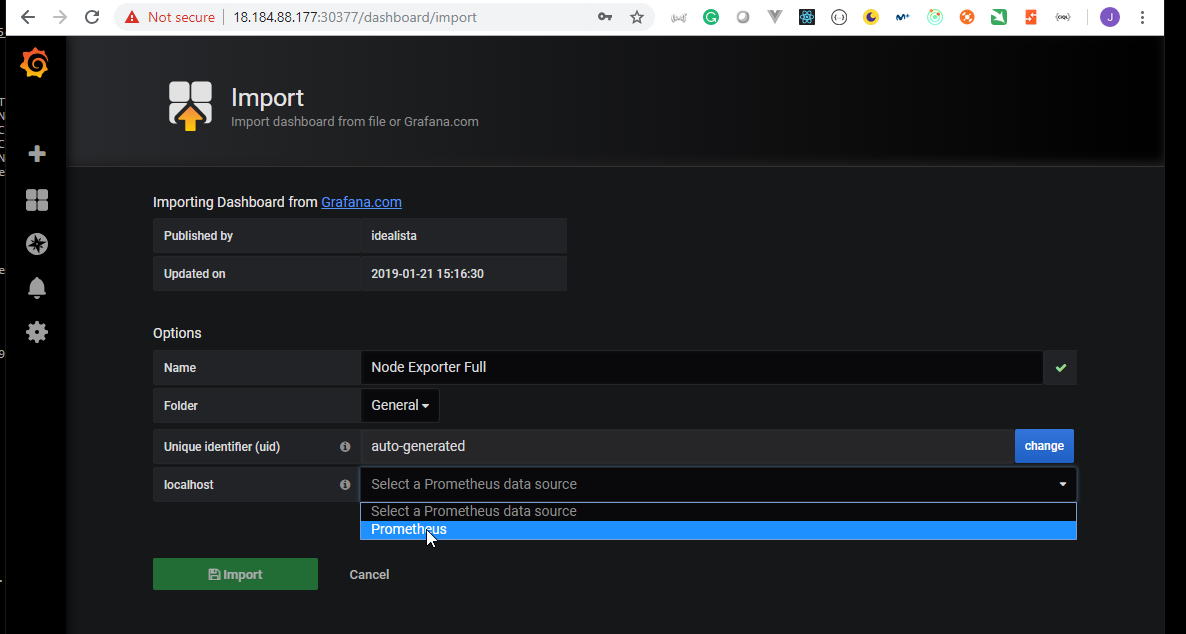 Not secure | 18.184.88.177:30377/dashboard/import
J
Import
Import dashboard from file or Grafana.com
Importing Dashboard from Grafana.com
Published by idealista
Updated on 2019-01-21 15:16:30
Options
Name Node Exporter Full
Folder General
Unique identifier (uid) auto-generated change
localhost Select a Prometheus data source
Select a Prometheus data source
Prometheus
Import Cancel